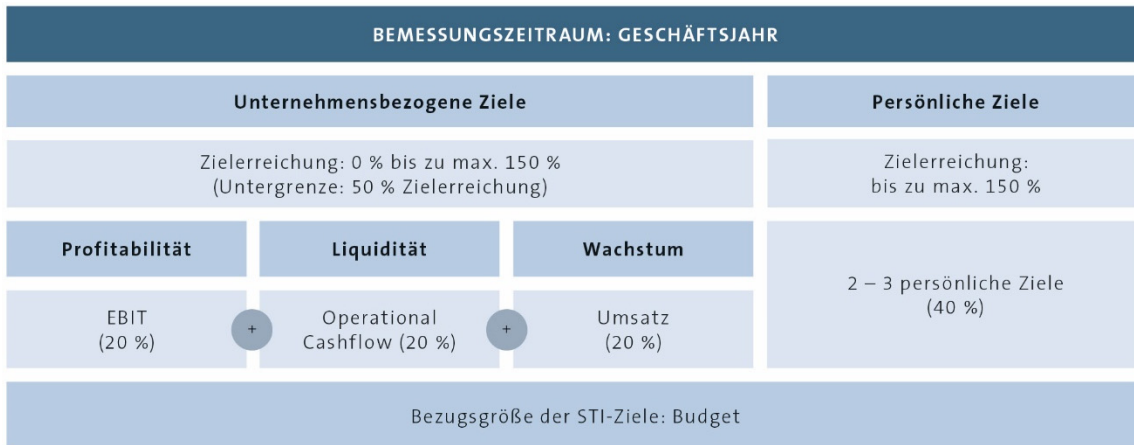 BEMESSUNGSZEITRAUM: GESCHÄFTSJAHR
Unternehmensbezogene Ziele
Persönliche Ziele
Zielerreichung: 0 % bis zu max. 150 %
(Untergrenze: 50 % Zielerreichung)
Zielerreichung:
bis zu max. 150 %
Profitabilität
Liquidität
Wachstum
2 – 3 persönliche Ziele
(40 %)
EBIT
(20 %)
+
Operational
Cashflow (20 %)
+
Umsatz
(20 %)
Bezugsgröße der STI-Ziele: Budget